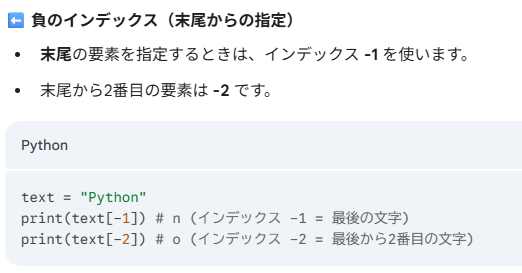 ⬅️ 負のインデックス（末尾からの指定）
• 末尾の要素を指定するときは、インデックス -1 を使います。
• 末尾から2番目の要素は -2 です。
Python
text = "Python"
print(text[-1]) # n (インデックス -1 = 最後の文字)
print(text[-2]) # o (インデックス -2 = 最後から2番目の文字)